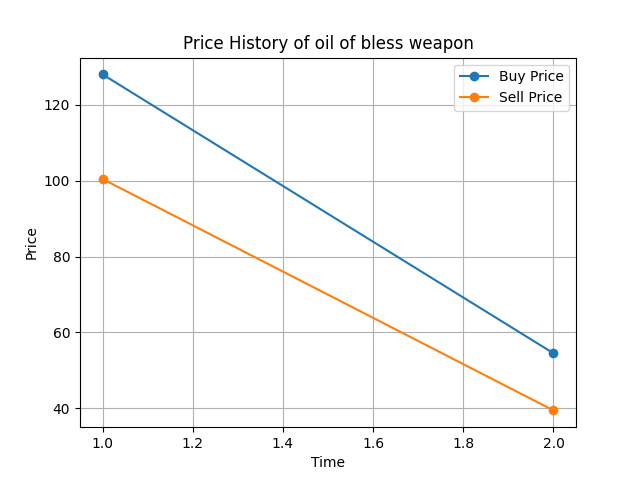 Price History of oil of bless weapon
Buy Price
Sell Price
Price
120
100
80
60
40
1.0 1.2 1.4 1.6 1.8 2.0
Time